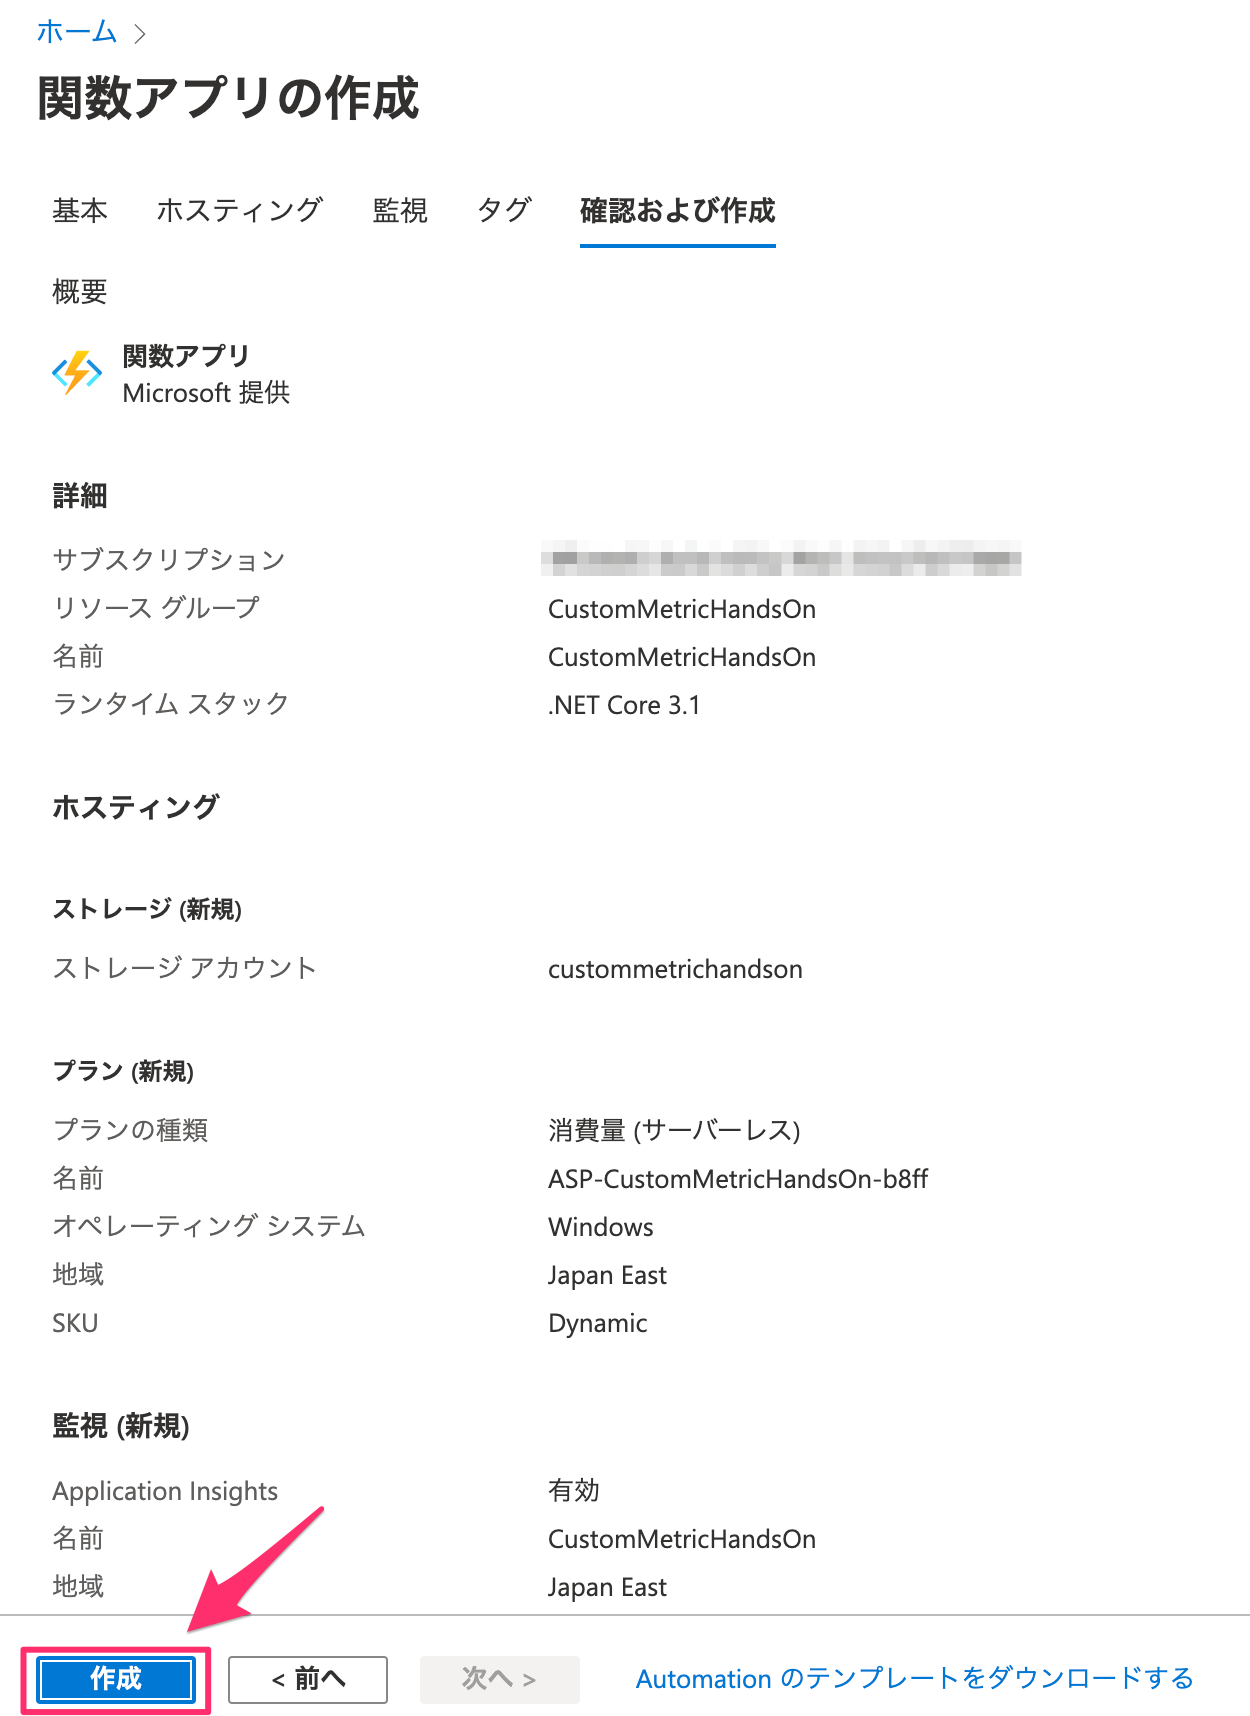 ホーム >
関数アプリの作成
基本 ホスティング 監視 タグ 確認および作成
概要
関数アプリ
Microsoft 提供
詳細
サブスクリプション
リソース グループ CustomMetricHandsOn
名前 CustomMetricHandsOn
ランタイム スタック .NET Core 3.1
ホスティング
ストレージ (新規)
ストレージ アカウント custommetrichandson
プラン (新規)
プランの種類 消費量 (サーバーレス)
名前 ASP-CustomMetricHandsOn-b8ff
オペレーティング システム Windows
地域 Japan East
SKU Dynamic
監視 (新規)
Application Insights 有効
名前 CustomMetricHandsOn
地域 Japan East
作成 < 前へ 次へ > Automation のテンプレートをダウンロードする